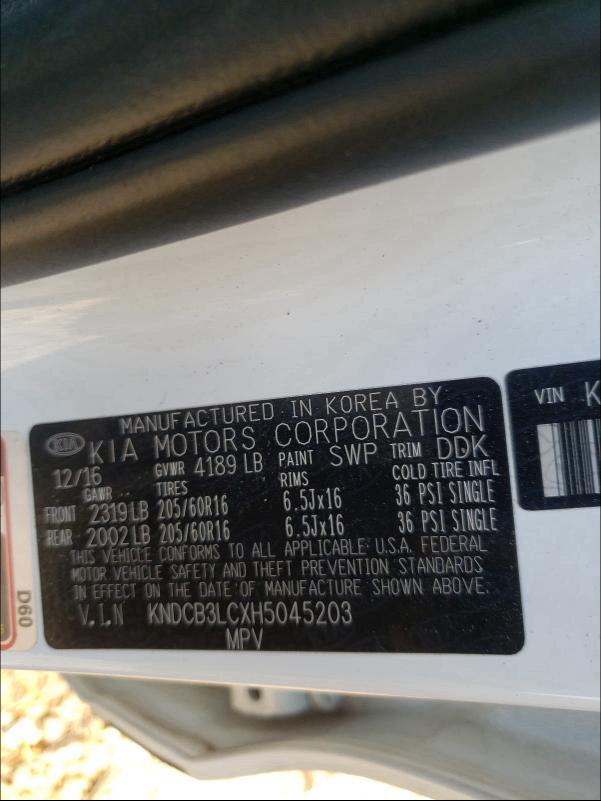 MANUFACTURED IN KOREA BY
KIA KIA MOTORS CORPORATION
12/16 GVWR 4189 LB PAINT SWP TRIM DDK
GAWR TIRES RIMS COLD TIRE INFL
FRONT 2319 LB 205/60R16 6.5Jx16 36 PSI SINGLE
REAR 2002 LB 205/60R16 6.5Jx16 36 PSI SINGLE
THIS VEHICLE CONFORMS TO ALL APPLICABLE U.S.A. FEDERAL
MOTOR VEHICLE SAFETY AND THEFT PREVENTION STANDARDS
IN EFFECT ON THE DATE OF MANUFACTURE SHOWN ABOVE.
V.I.N KNDCB3LCXH5045203
MPV
VIN K
D60